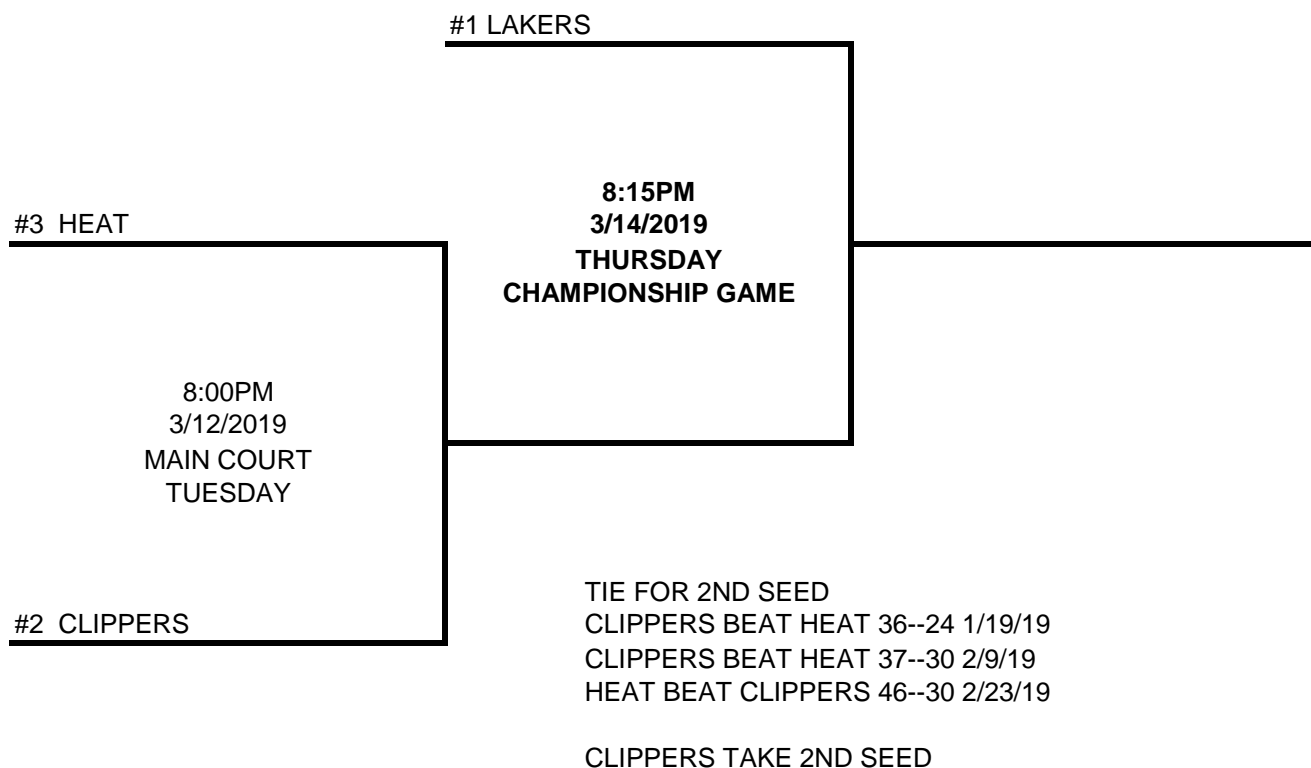 #1 LAKERS
8:15PM
3/14/2019
THURSDAY
CHAMPIONSHIP GAME
#3  HEAT
8:00PM
3/12/2019
MAIN COURT
TUESDAY
#2  CLIPPERS
TIE FOR 2ND SEED
CLIPPERS BEAT HEAT 36--24 1/19/19
CLIPPERS BEAT HEAT 37--30 2/9/19
HEAT BEAT CLIPPERS 46--30 2/23/19
CLIPPERS TAKE 2ND SEED